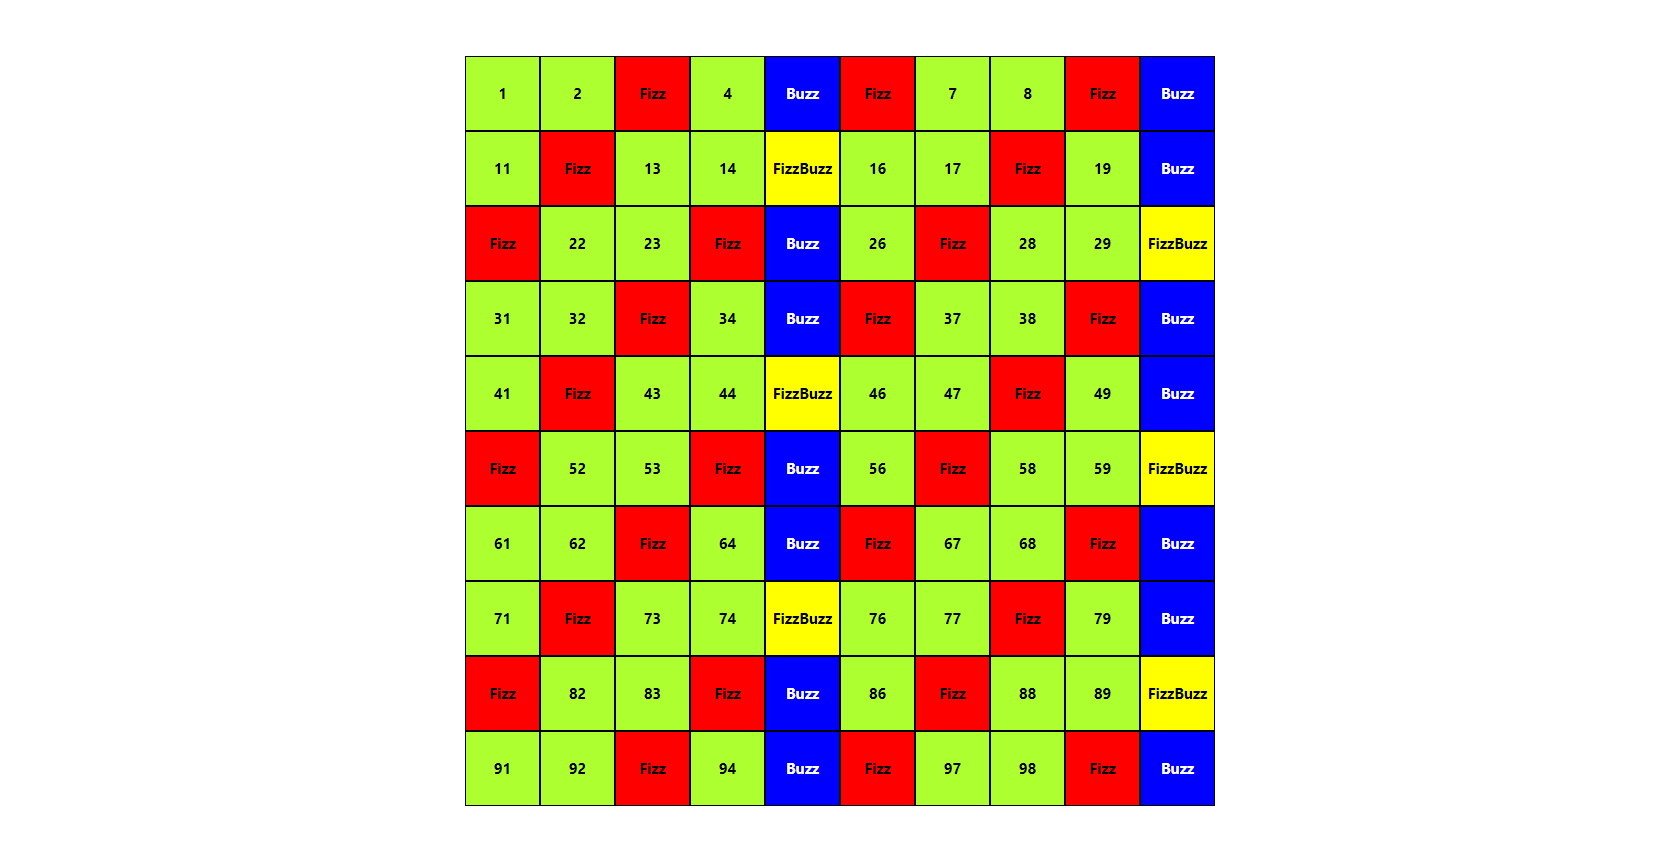 1 2 Fizz 4 Buzz Fizz 7 8 Fizz Buzz
11 Fizz 13 14 FizzBuzz 16 17 Fizz 19 Buzz
Fizz 22 23 Fizz Buzz 26 Fizz 28 29 FizzBuzz
31 32 Fizz 34 Buzz Fizz 37 38 Fizz Buzz
41 Fizz 43 44 FizzBuzz 46 47 Fizz 49 Buzz
Fizz 52 53 Fizz Buzz 56 Fizz 58 59 FizzBuzz
61 62 Fizz 64 Buzz Fizz 67 68 Fizz Buzz
71 Fizz 73 74 FizzBuzz 76 77 Fizz 79 Buzz
Fizz 82 83 Fizz Buzz 86 Fizz 88 89 FizzBuzz
91 92 Fizz 94 Buzz Fizz 97 98 Fizz Buzz